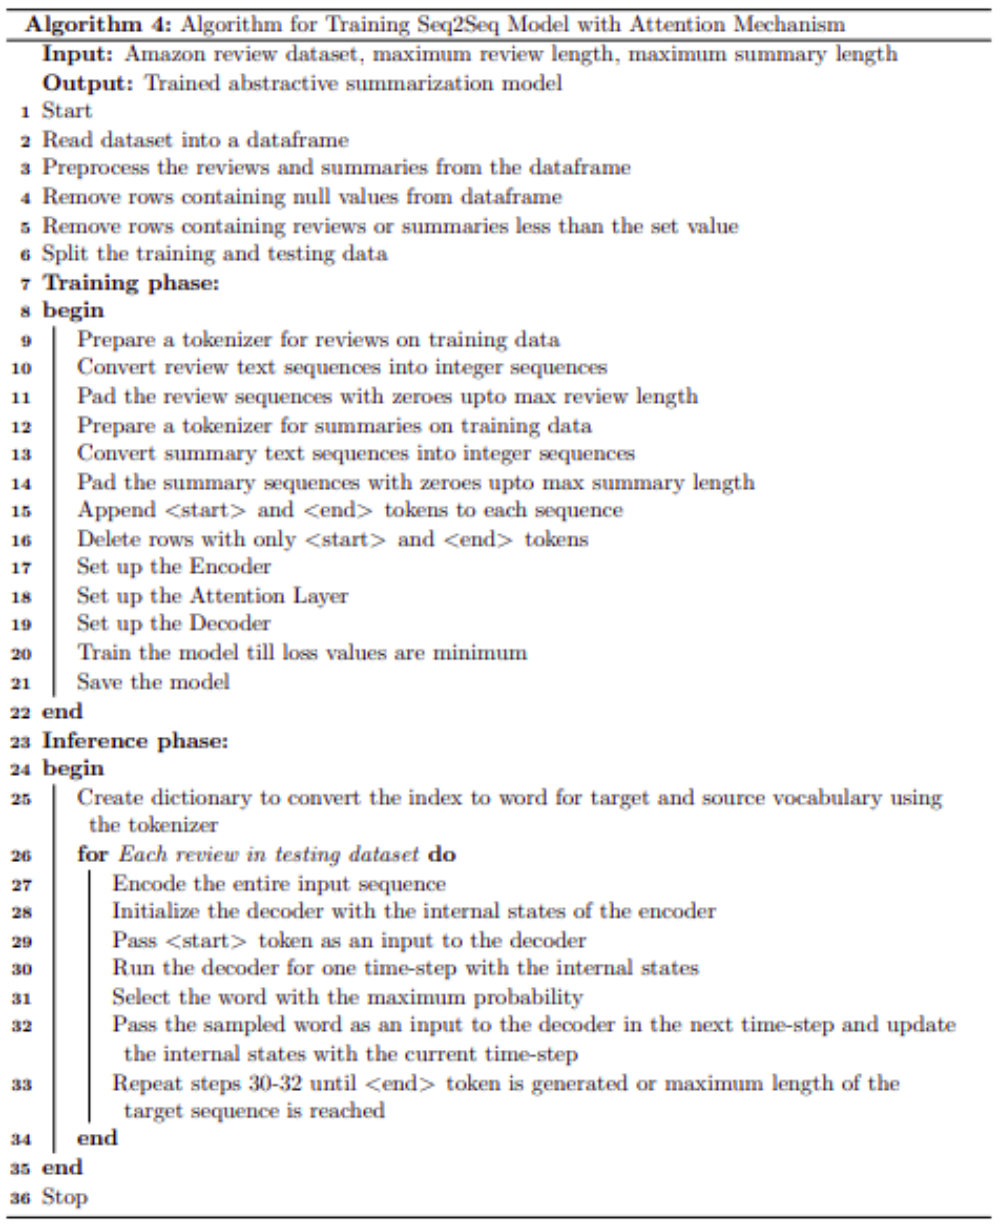 Algorithm 4: Algorithm for Training Seq2Seq Model with Attention Mechanism
Input: Amazon review dataset, maximum review length, maximum summary length
Output: Trained abstractive summarization model
1 Start
2 Read dataset into a dataframe
3 Preprocess the reviews and summaries from the dataframe
4 Remove rows containing null values from dataframe
5 Remove rows containing reviews or summaries less than the set value
6 Split the training and testing data
7 Training phase:
8 begin
9 Prepare a tokenizer for reviews on training data
10 Convert review text sequences into integer sequences
11 Pad the review sequences with zeroes upto max review length
12 Prepare a tokenizer for summaries on training data
13 Convert summary text sequences into integer sequences
14 Pad the summary sequences with zeroes upto max summary length
15 Append <start> and <end> tokens to each sequence
16 Delete rows with only <start> and <end> tokens
17 Set up the Encoder
18 Set up the Attention Layer
19 Set up the Decoder
20 Train the model till loss values are minimum
21 Save the model
22 end
23 Inference phase:
24 begin
25 Create dictionary to convert the index to word for target and source vocabulary using
the tokenizer
26 for Each review in testing dataset do
27 Encode the entire input sequence
28 Initialize the decoder with the internal states of the encoder
29 Pass <start> token as an input to the decoder
30 Run the decoder for one time-step with the internal states
31 Select the word with the maximum probability
32 Pass the sampled word as an input to the decoder in the next time-step and update
the internal states with the current time-step
33 Repeat steps 30-32 until <end> token is generated or maximum length of the
target sequence is reached
34 end
35 end
36 Stop